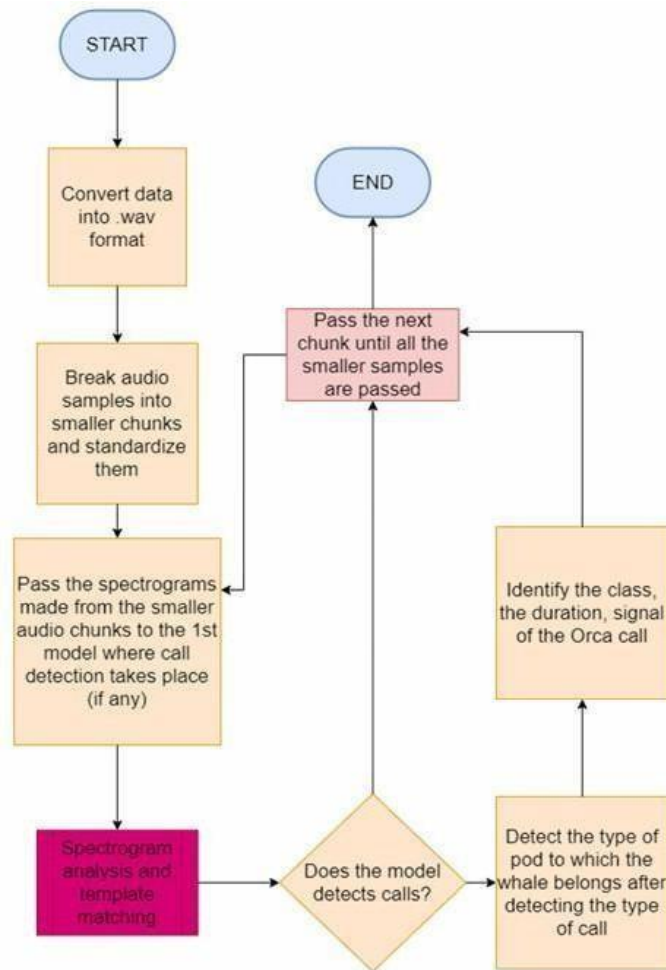 START
Convert data
into .wav
format
Break audio
samples into
smaller chunks
and standardize
them
Pass the spectrograms
made from the smaller
audio chunks to the 1st
model where call
detection takes place
(if any)
Spectrogram
analysis and
template
matching
Does the model
detects calls?
Detect the type of
pod to which the
whale belongs after
detecting the type
of call
Identify the class,
the duration, signal
of the Orca call
Pass the next
chunk until all the
smaller samples
are passed
END